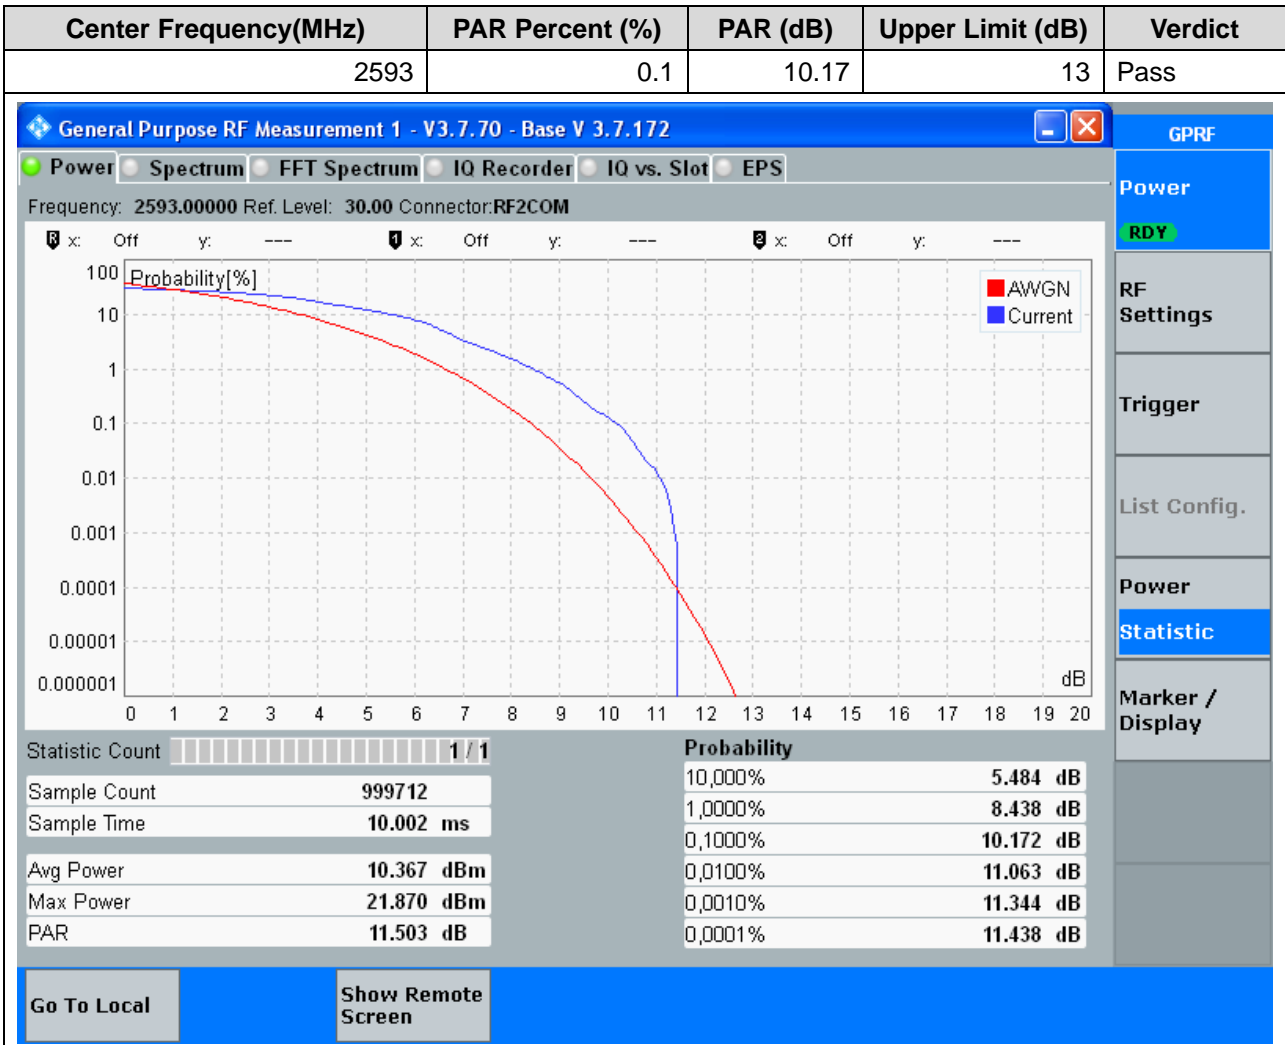 Center Frequency(MHz) PAR Percent (%) PAR (dB) Upper Limit (dB) Verdict
2593 0.1 10.17 13 Pass
General Purpose RF Measurement 1 - V3.7.70 - Base V 3.7.172
GPRF
Power Spectrum FFT Spectrum IQ Recorder IQ vs. Slot EPS
Frequency: 2593.00000 Ref. Level: 30.00 Connector:RF2COM
R x: Off y: --- 1 x: Off y: --- 2 x: Off y: ---
Probability[%]
AWGN
Current
100
10
1
0.1
0.01
0.001
0.0001
0.00001
0.000001
dB
0 1 2 3 4 5 6 7 8 9 10 11 12 13 14 15 16 17 18 19 20
Statistic Count 1 / 1
Sample Count 999712
Sample Time 10.002 ms
Avg Power 10.367 dBm
Max Power 21.870 dBm
PAR 11.503 dB
Probability
10,000% 5.484 dB
1,0000% 8.438 dB
0,1000% 10.172 dB
0,0100% 11.063 dB
0,0010% 11.344 dB
0,0001% 11.438 dB
Power
RDY
RF
Settings
Trigger
List Config.
Power
Statistic
Marker /
Display
Go To Local
Show Remote
Screen